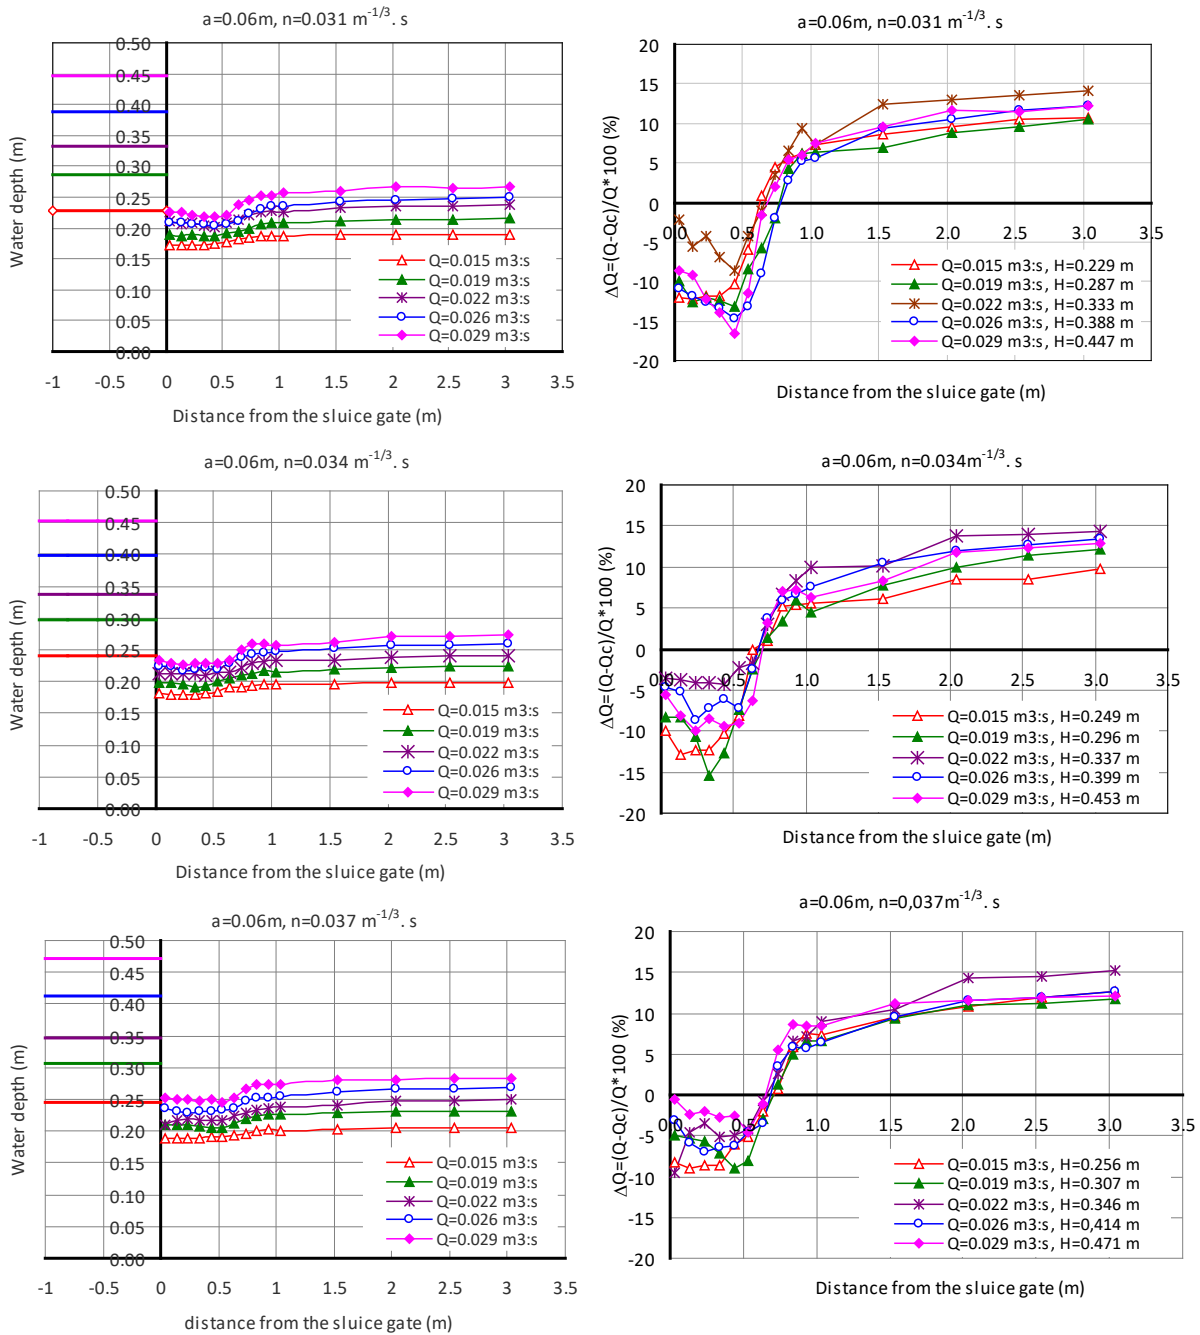 a=0.06m, n=0.031 m-1/3. s
0.50
0.45
0.40
0.35
0.30
0.25
0.20
0.15
0.10
0.05
0.00
Water depth (m)
Q=0.015 m3:s
Q=0.019 m3:s
Q=0.022 m3:s
Q=0.026 m3:s
Q=0.029 m3:s
-1 -0.5 0 0.5 1 1.5 2 2.5 3 3.5
Distance from the sluice gate (m)
a=0.06m, n=0.031 m-1/3. s
20
15
10
5
0
-5
-10
-15
-20
ΔQ=(Q-Qc)/Q*100 (%)
0.0 0.5 1.0 1.5 2.0 2.5 3.0 3.5
Q=0.015 m3:s, H=0.229 m
Q=0.019 m3:s, H=0.287 m
Q=0.022 m3:s, H=0.333 m
Q=0.026 m3:s, H=0.388 m
Q=0.029 m3:s, H=0.447 m
Distance from the sluice gate (m)
a=0.06m, n=0.034 m-1/3. s
0.50
0.45
0.40
0.35
0.30
0.25
0.20
0.15
0.10
0.05
0.00
Water depth (m)
Q=0.015 m3:s
Q=0.019 m3:s
Q=0.022 m3:s
Q=0.026 m3:s
Q=0.029 m3:s
-1 -0.5 0 0.5 1 1.5 2 2.5 3 3.5
Distance from the sluice gate (m)
a=0.06m, n=0.034m-1/3. s
20
15
10
5
0
-5
-10
-15
-20
ΔQ=(Q-Qc)/Q*100 (%)
0.0 0.5 1.0 1.5 2.0 2.5 3.0 3.5
Q=0.015 m3:s, H=0.249 m
Q=0.019 m3:s, H=0.296 m
Q=0.022 m3:s, H=0.337 m
Q=0.026 m3:s, H=0.399 m
Q=0.029 m3:s, H=0.453 m
Distance from the sluice gate (m)
a=0.06m, n=0.037 m-1/3. s
0.50
0.45
0.40
0.35
0.30
0.25
0.20
0.15
0.10
0.05
0.00
Water depth (m)
Q=0.015 m3:s
Q=0.019 m3:s
Q=0.022 m3:s
Q=0.026 m3:s
Q=0.029 m3:s
-1 -0.5 0 0.5 1 1.5 2 2.5 3 3.5
distance from the sluice gate (m)
a=0.06m, n=0,037m-1/3. s
20
15
10
5
0
-5
-10
-15
-20
ΔQ=(Q-Qc)/Q*100 (%)
0.0 0.5 1.0 1.5 2.0 2.5 3.0 3.5
Q=0.015 m3:s, H=0.256 m
Q=0.019 m3:s, H=0.307 m
Q=0.022 m3:s, H=0.346 m
Q=0.026 m3:s, H=0,414 m
Q=0.029 m3:s, H=0.471 m
Distance from the sluice gate (m)